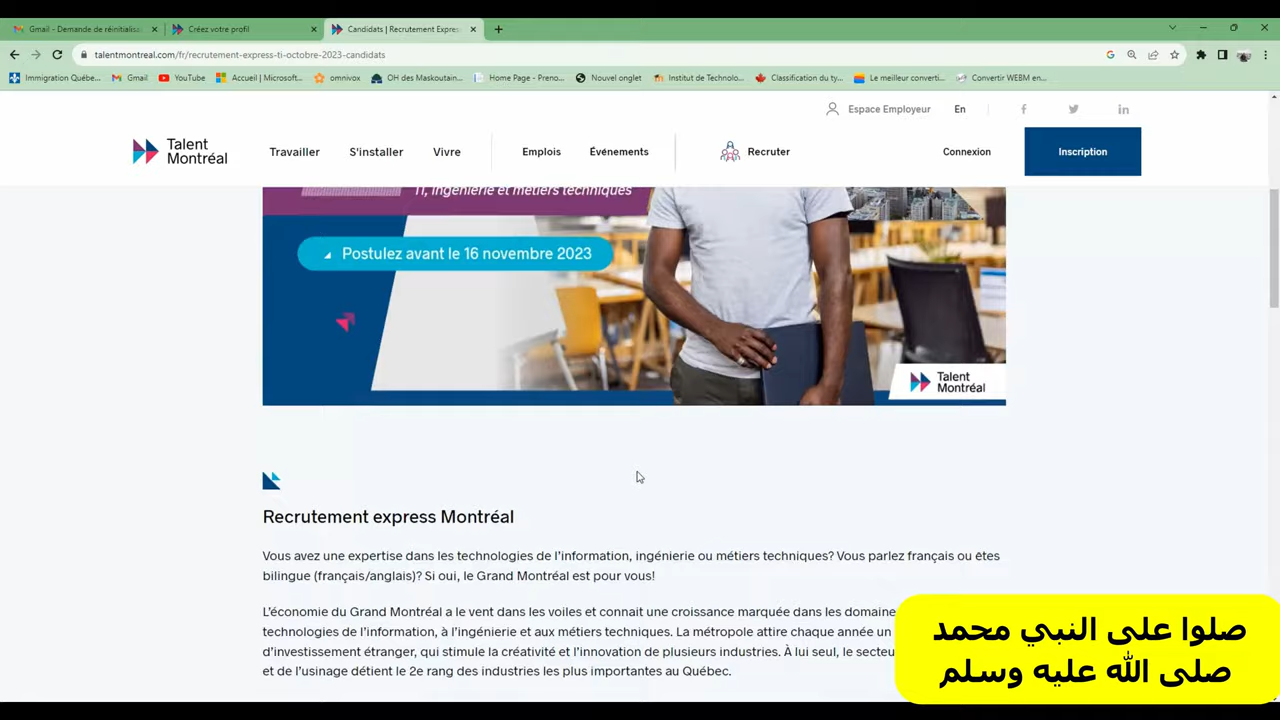 Gmail - Demande de réinitialisa
Créez votre profil
Candidats | Recrutement Expres
talentmontreal.com/fr/recrutement-express-ti-octobre-2023-candidats
Immigration Québe...
Gmail
YouTube
Accueil | Microsoft...
omnivox
OH des Maskoutain...
Home Page - Preno...
Nouvel onglet
Institut de Technolo...
Classification du ty...
Le meilleur converti...
Convertir WEBM en...
Espace Employeur
En
Talent
Montréal
Travailler
S'installer
Vivre
Emplois
Événements
Recruter
Connexion
Inscription
TI, ingénierie et métiers techniques
Postulez avant le 16 novembre 2023
Talent
Montréal
Recrutement express Montréal
Vous avez une expertise dans les technologies de l'information, ingénierie ou métiers techniques? Vous parlez français ou êtes
bilingue (français/anglais)? Si oui, le Grand Montréal est pour vous!
L'économie du Grand Montréal a le vent dans les voiles et connait une croissance marquée dans les domaine
technologies de l'information, à l'ingénierie et aux métiers techniques. La métropole attire chaque année un
d'investissement étranger, qui stimule la créativité et l'innovation de plusieurs industries. À lui seul, le secteu
et de l'usinage détient le 2e rang des industries les plus importantes au Québec.
صلوا على النبي محمد
صلى الله عليه وسلم